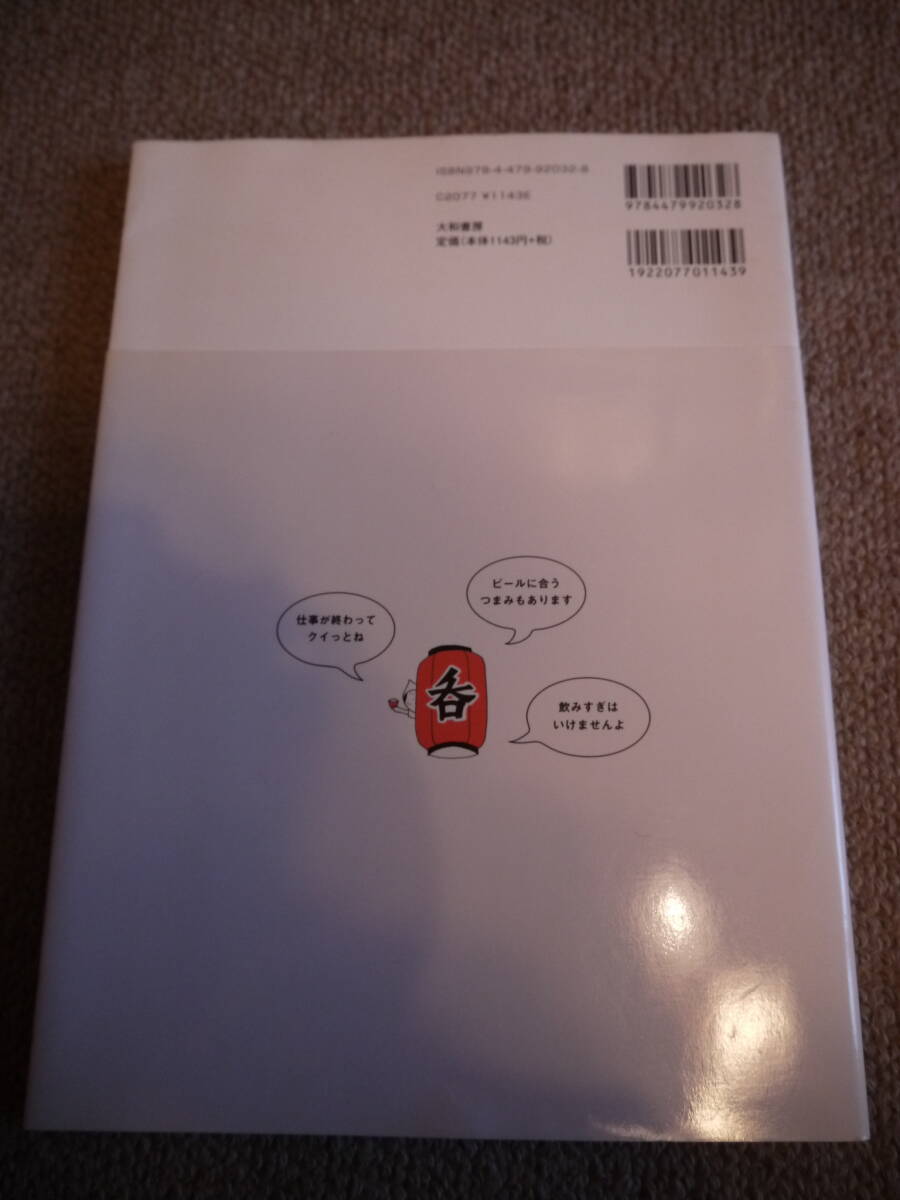 ISBN978-4-479-92032-8
C2077 ¥1143E
大和書房
定価(本体1143円+税)
9784479920328
1922077011439
ビールに合う
つまみもあります
仕事が終わって
クイっとね
呑
飲みすぎは
いけませんよ